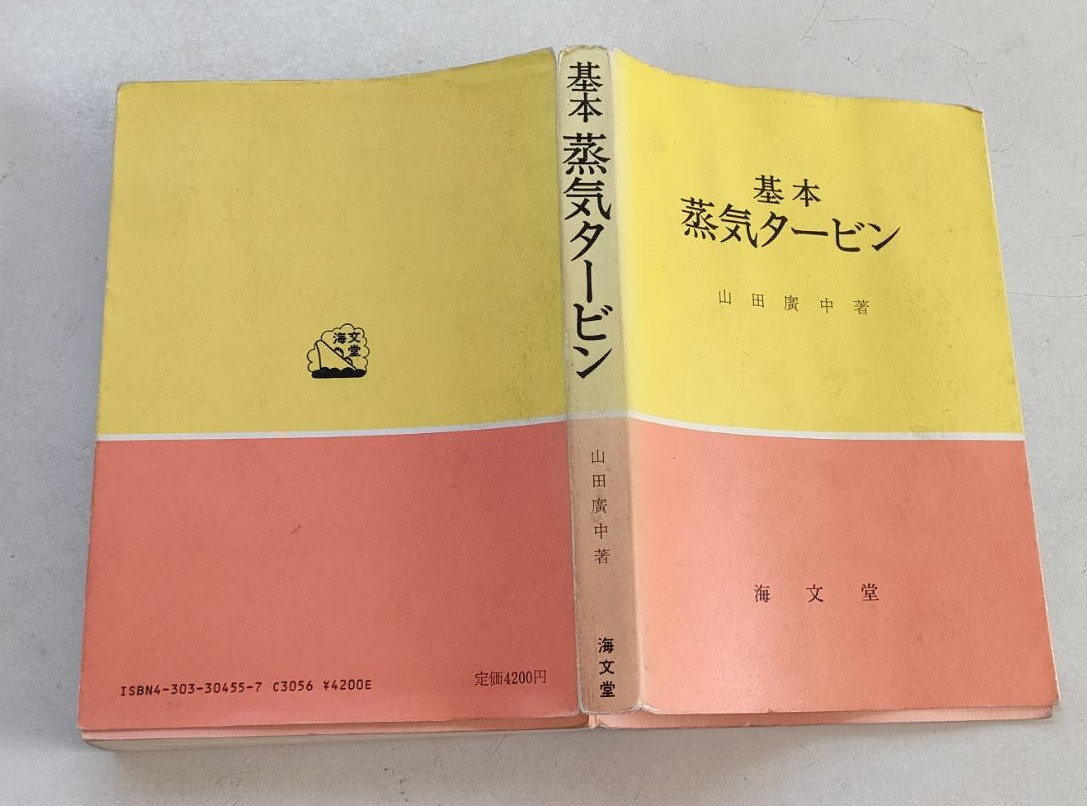 基本
蒸気タービン
山田廣中著
海文堂
基本 蒸気タービン
山田廣中著
海文堂
海文
堂
ISBN4-303-30455-7 C3056 ¥4200E
定価4200円